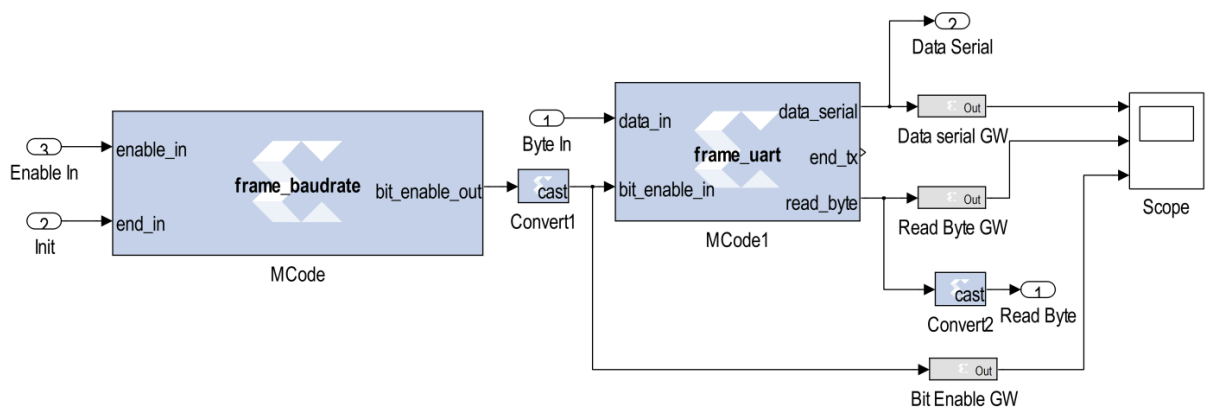 3
Enable In
2
Init
enable_in
end_in
frame_baudrate
bit_enable_out
MCode
cast
Convert1
1
Byte In
data_in
bit_enable_in
frame_uart
data_serial
end_tx
read_byte
MCode1
2
Data Serial
Out
Data serial GW
Out
Read Byte GW
cast
Convert2
1
Read Byte
Out
Bit Enable GW
Scope